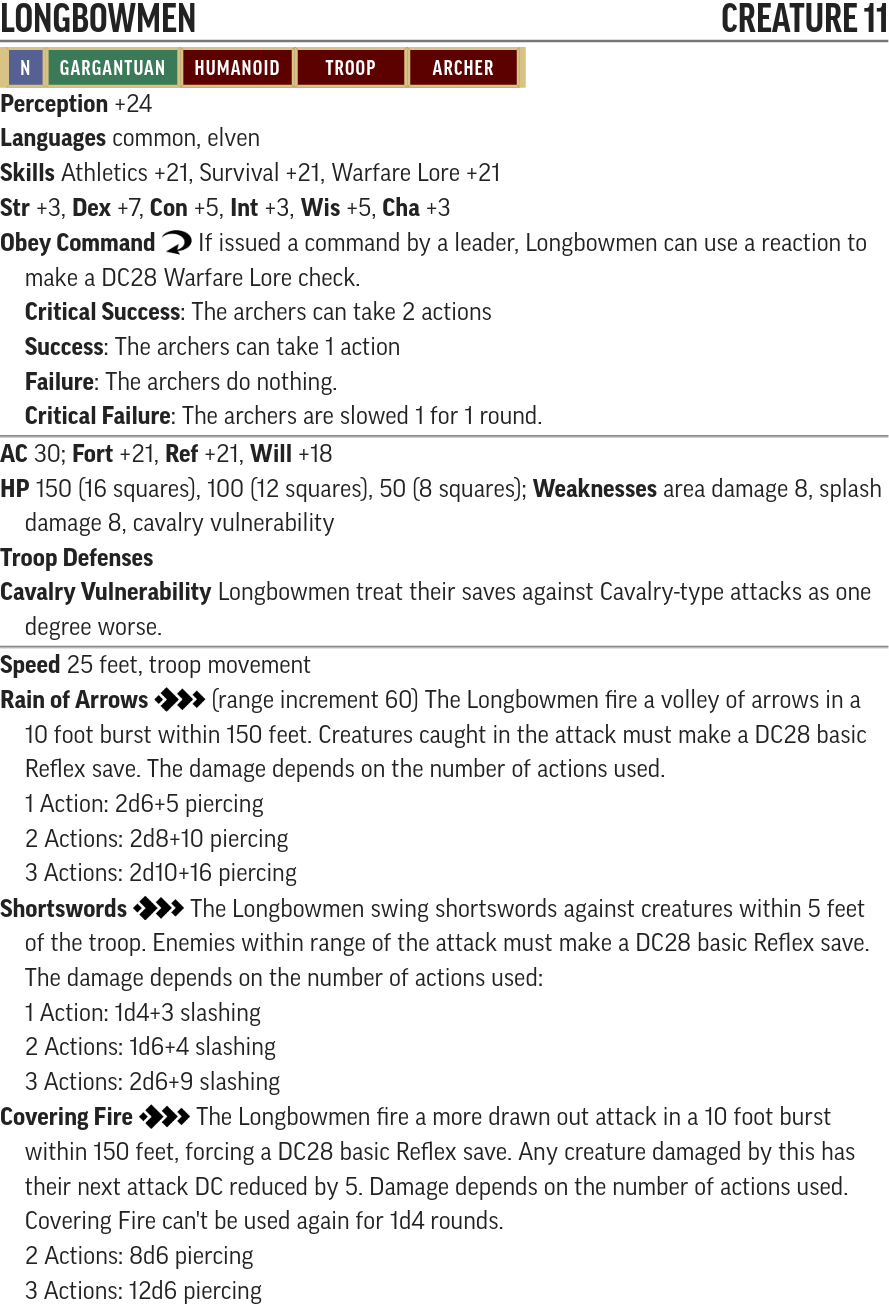 LONGBOWMEN CREATURE 11
N GARGANTUAN HUMANOID TROOP ARCHER
Perception +24
Languages common, elven
Skills Athletics +21, Survival +21, Warfare Lore +21
Str +3, Dex +7, Con +5, Int +3, Wis +5, Cha +3
Obey Command If issued a command by a leader, Longbowmen can use a reaction to
make a DC28 Warfare Lore check.
Critical Success: The archers can take 2 actions
Success: The archers can take 1 action
Failure: The archers do nothing.
Critical Failure: The archers are slowed 1 for 1 round.
AC 30; Fort +21, Ref +21, Will +18
HP 150 (16 squares), 100 (12 squares), 50 (8 squares); Weaknesses area damage 8, splash
damage 8, cavalry vulnerability
Troop Defenses
Cavalry Vulnerability Longbowmen treat their saves against Cavalry-type attacks as one
degree worse.
Speed 25 feet, troop movement
Rain of Arrows (range increment 60) The Longbowmen fire a volley of arrows in a
10 foot burst within 150 feet. Creatures caught in the attack must make a DC28 basic
Reflex save. The damage depends on the number of actions used.
1 Action: 2d6+5 piercing
2 Actions: 2d8+10 piercing
3 Actions: 2d10+16 piercing
Shortswords The Longbowmen swing shortswords against creatures within 5 feet
of the troop. Enemies within range of the attack must make a DC28 basic Reflex save.
The damage depends on the number of actions used:
1 Action: 1d4+3 slashing
2 Actions: 1d6+4 slashing
3 Actions: 2d6+9 slashing
Covering Fire The Longbowmen fire a more drawn out attack in a 10 foot burst
within 150 feet, forcing a DC28 basic Reflex save. Any creature damaged by this has
their next attack DC reduced by 5. Damage depends on the number of actions used.
Covering Fire can't be used again for 1d4 rounds.
2 Actions: 8d6 piercing
3 Actions: 12d6 piercing